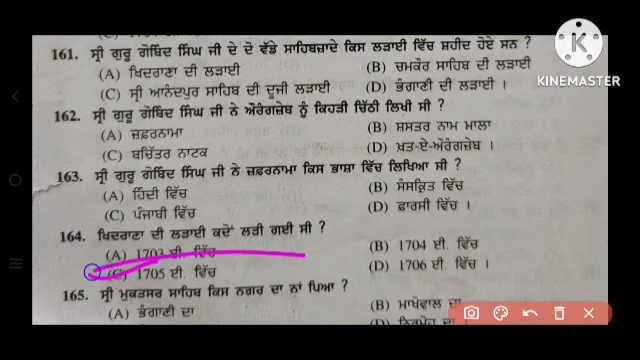 161. ਸ੍ਰੀ ਗੁਰੂ ਗੋਬਿੰਦ ਸਿੰਘ ਜੀ ਦੇ ਦੋ ਵੱਡੇ ਸਾਹਿਬਜ਼ਾਦੇ ਕਿਸ ਲੜਾਈ ਵਿੱਚ ਸ਼ਹੀਦ ਹੋਏ ਸਨ ?
(A) ਖਿਦਰਾਣਾ ਦੀ ਲੜਾਈ (B) ਚਮਕੌਰ ਸਾਹਿਬ ਦੀ ਲੜਾਈ
(C) ਸ੍ਰੀ ਆਨੰਦਪੁਰ ਸਾਹਿਬ ਦੀ ਦੂਜੀ ਲੜਾਈ (D) ਭੰਗਾਣੀ ਦੀ ਲੜਾਈ ।
162. ਸ੍ਰੀ ਗੁਰੂ ਗੋਬਿੰਦ ਸਿੰਘ ਜੀ ਨੇ ਔਰੰਗਜ਼ੇਬ ਨੂੰ ਕਿਹੜੀ ਚਿੱਠੀ ਲਿਖੀ ਸੀ ?
(A) ਜ਼ਫ਼ਰਨਾਮਾ (B) ਸ਼ਸਤਰ ਨਾਮ ਮਾਲਾ
(C) ਬਚਿੱਤਰ ਨਾਟਕ (D) ਖ਼ਤ-ਏ-ਔਰੰਗਜ਼ੇਬ ।
163. ਸ੍ਰੀ ਗੁਰੂ ਗੋਬਿੰਦ ਸਿੰਘ ਜੀ ਨੇ ਜ਼ਫ਼ਰਨਾਮਾ ਕਿਸ ਭਾਸ਼ਾ ਵਿੱਚ ਲਿਖਿਆ ਸੀ ?
(A) ਹਿੰਦੀ ਵਿੱਚ (B) ਸੰਸਕ੍ਰਿਤ ਵਿੱਚ
(C) ਪੰਜਾਬੀ ਵਿੱਚ (D) ਫ਼ਾਰਸੀ ਵਿੱਚ ।
164. ਖਿਦਰਾਣਾ ਦੀ ਲੜਾਈ ਕਦੋਂ ਲੜੀ ਗਈ ਸੀ ?
(A) 1703 ਈ. ਵਿੱਚ (B) 1704 ਈ. ਵਿੱਚ
(C) 1705 ਈ. ਵਿੱਚ (D) 1706 ਈ. ਵਿੱਚ ।
165. ਸ੍ਰੀ ਮੁਕਤਸਰ ਸਾਹਿਬ ਕਿਸ ਨਗਰ ਦਾ ਨਾਂ ਪਿਆ ?
(A) ਭੰਗਾਣੀ ਦਾ (B) ਮਾਖੋਵਾਲ ਦਾ
(D) ਨਿਰਮੋਹ ਦਾ ।
K
KINEMASTER